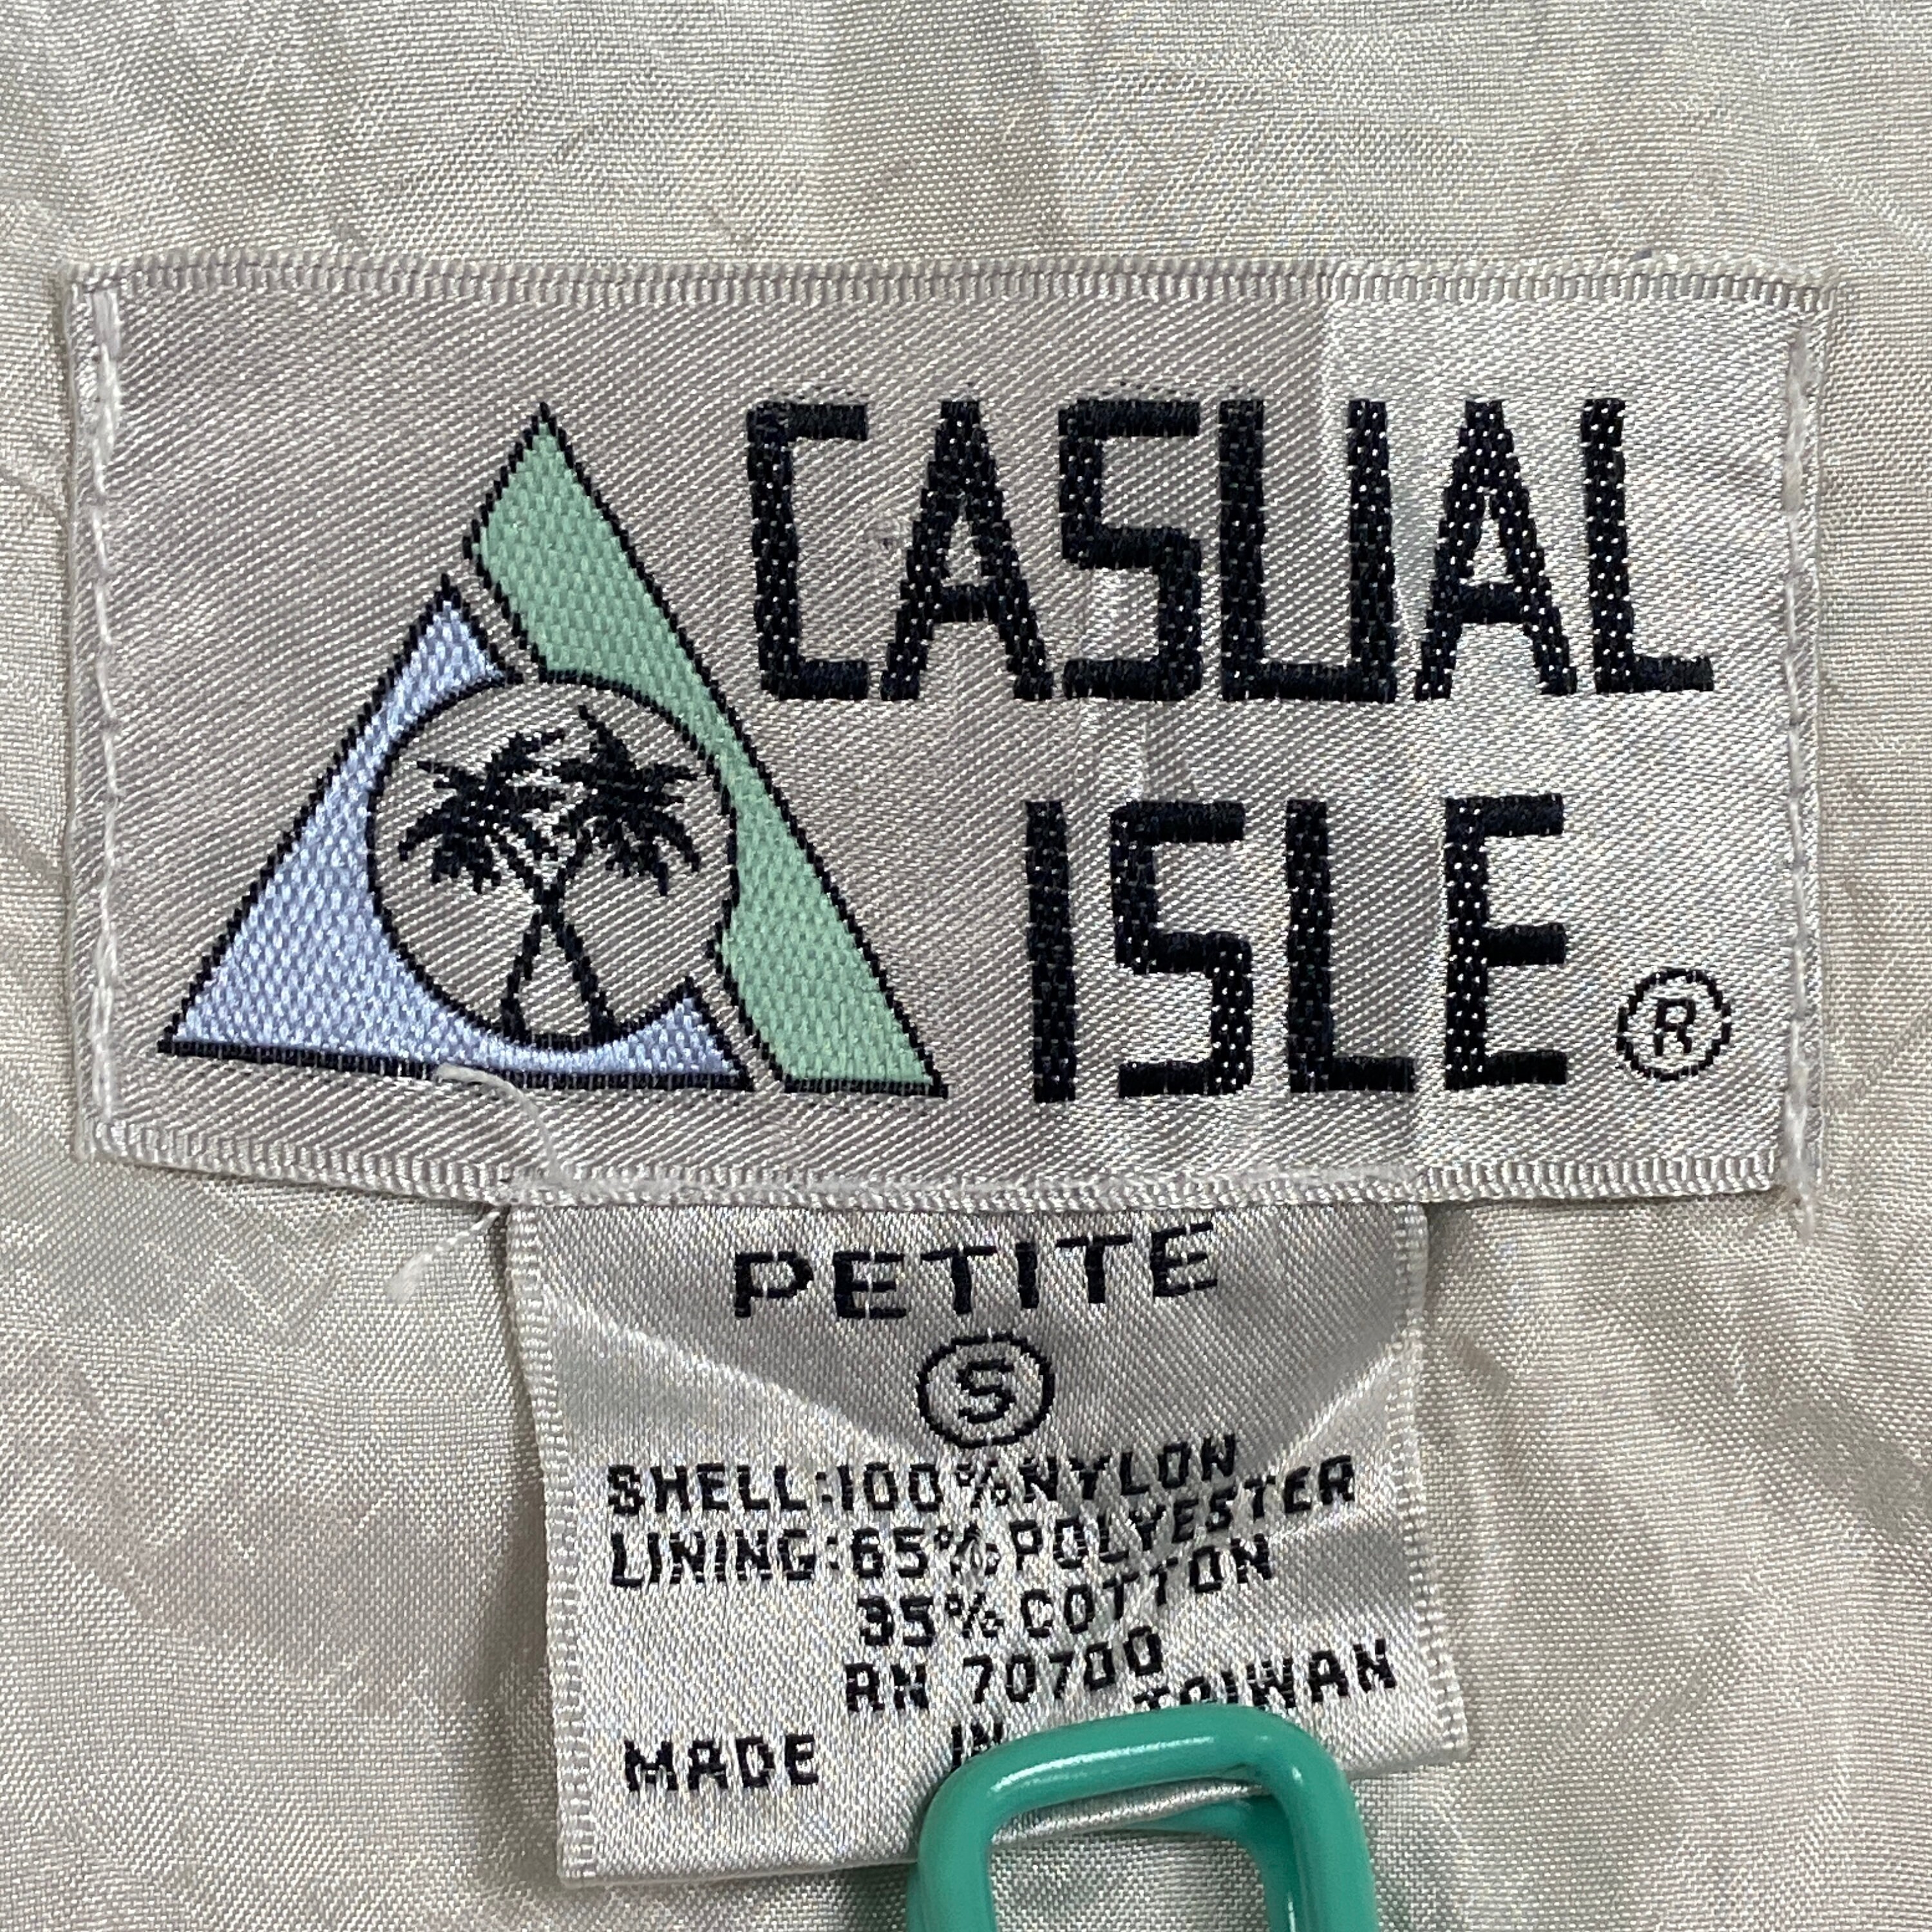 CASUAL
ISLE ®
PETITE
S
SHELL:100%NYLON
LINING:65%POLYESTER
35%COTTON
RN 70700
MADE IN TAIWAN